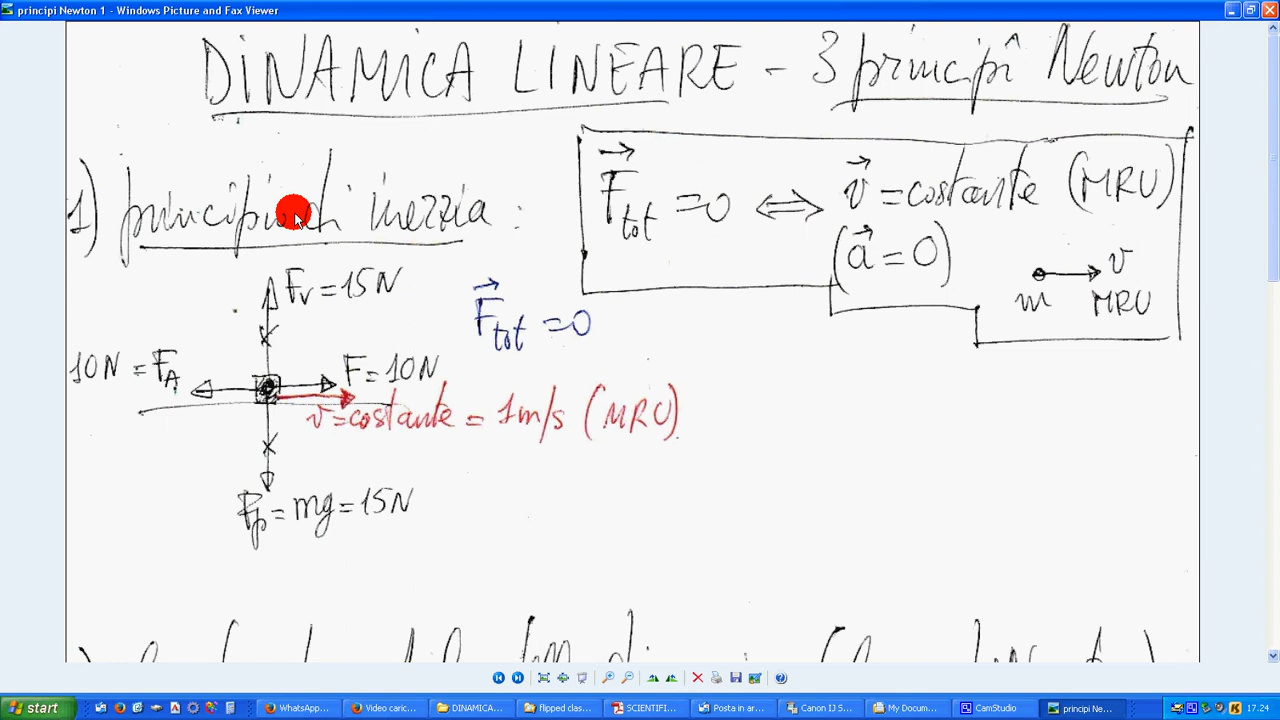 principi Newton 1 - Windows Picture and Fax Viewer
DINAMICA LINEARE - 3 principî Newton
1) principio di inerzia :
F tot = 0 ⇔ v = costante (MRU)
(a = 0)
m v MRU
Fv = 15N
F tot = 0
10N = FA
F = 10N
v = costante = 1m/s (MRU)
Fp = mg = 15N
start
WhatsApp...
Video caric...
DINAMICA...
flipped clas...
SCIENTIFI...
Posta in ar...
Canon IJ S...
My Docum...
CamStudio
principi Ne...
17.24